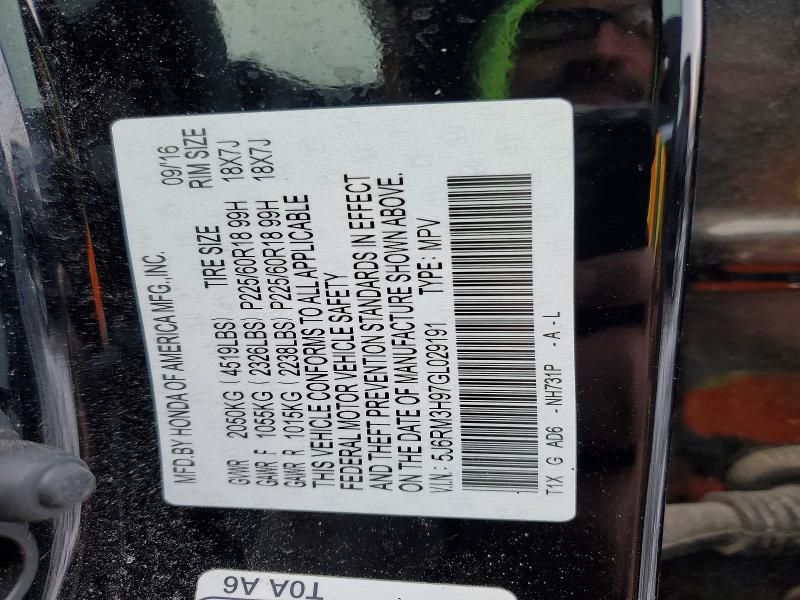 MFD.BY HONDA OF AMERICA MFG.,INC. 09/16
GVWR 2050KG (4519LBS) TIRE SIZE RIM SIZE
GAWR F 1055KG (2326LBS) P225/60R18 99H 18X7J
GAWR R 1015KG (2238LBS) P225/60R18 99H 18X7J
THIS VEHICLE CONFORMS TO ALL APPLICABLE
FEDERAL MOTOR VEHICLE SAFETY
AND THEFT PREVENTION STANDARDS IN EFFECT
ON THE DATE OF MANUFACTURE SHOWN ABOVE.
V.I.N.: 5J6RM3H97GL029191 TYPE: MPV
T1X G AD6 -NH731P -A-L
T0A A6